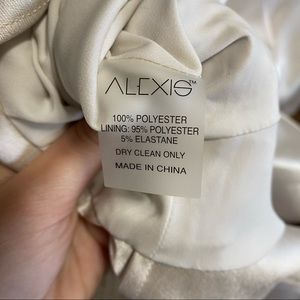 ALEXIS™
100% POLYESTER
LINING: 95% POLYESTER
5% ELASTANE
DRY CLEAN ONLY
MADE IN CHINA